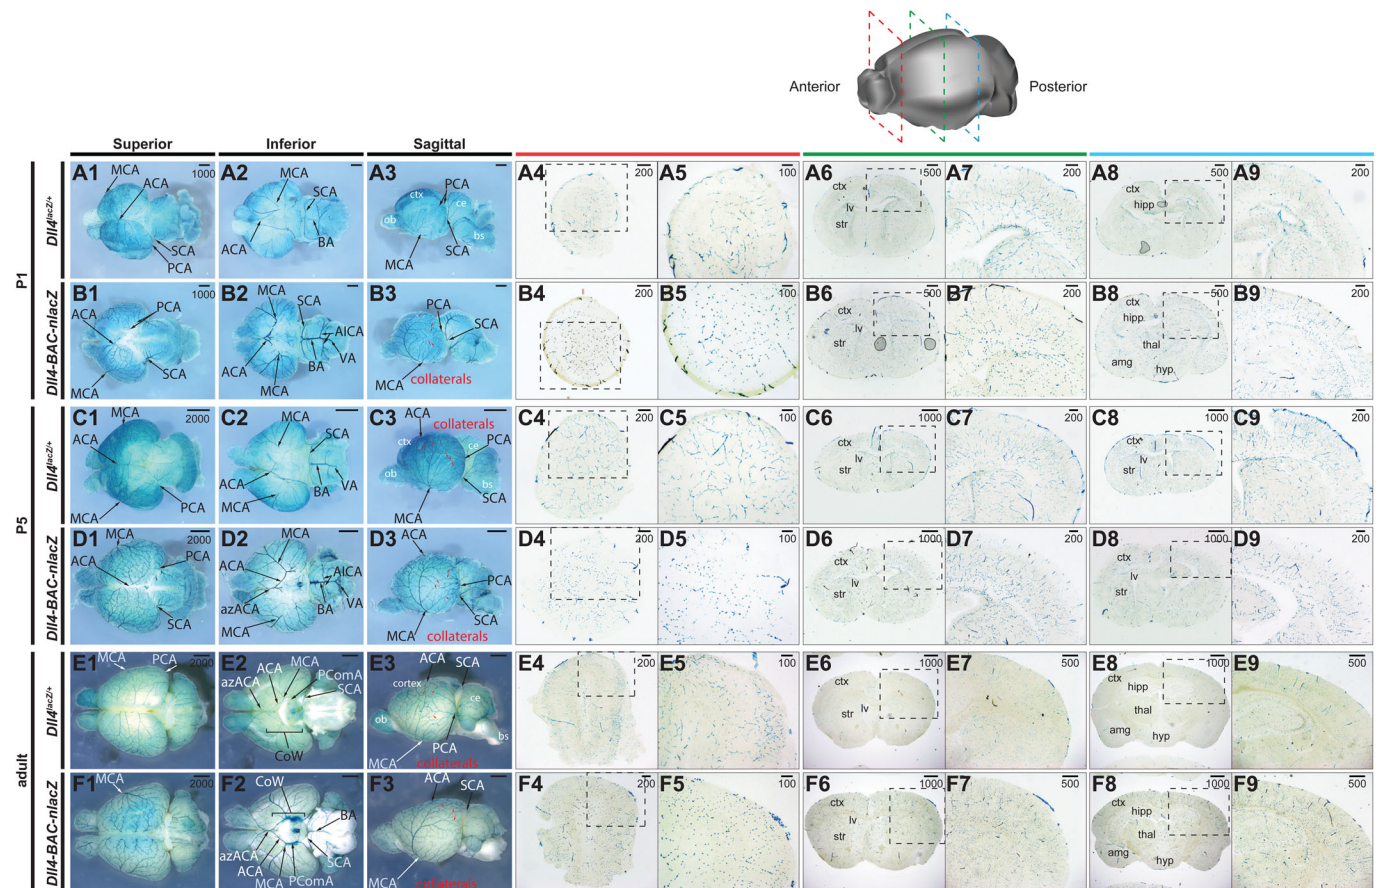 Anterior
Posterior
Superior
Inferior
Sagittal
P1
Dll4lacZ/+
A1
1000
MCA
ACA
SCA
PCA
A2
MCA
SCA
ACA
BA
A3
PCA
ctx
ce
ob
bs
SCA
MCA
A4
200
A5
100
A6
500
ctx
lv
str
A7
200
A8
500
ctx
hipp
A9
200
Dll4-BAC-nlacZ
B1
1000
PCA
ACA
SCA
MCA
B2
MCA
SCA
AICA
VA
BA
ACA
MCA
B3
PCA
SCA
MCA
collaterals
B4
200
B5
100
B6
500
ctx
lv
str
B7
200
B8
500
ctx
hipp
thal
amg
hyp
B9
200
P5
Dll4lacZ/+
C1
2000
MCA
ACA
PCA
MCA
C2
MCA
SCA
ACA
VA
BA
MCA
C3
ACA
collaterals
ctx
ce
PCA
ob
bs
SCA
MCA
C4
200
C5
100
C6
1000
ctx
lv
str
C7
200
C8
1000
ctx
lv
str
C9
200
Dll4-BAC-nlacZ
D1
2000
MCA
ACA
PCA
SCA
D2
MCA
ACA
AICA
azACA
BA
VA
MCA
D3
ACA
PCA
SCA
MCA
collaterals
D4
200
D5
100
D6
1000
ctx
lv
str
D7
200
D8
1000
ctx
lv
str
D9
200
adult
Dll4lacZ/+
E1
2000
MCA
PCA
E2
ACA
MCA
azACA
PComA
SCA
CoW
E3
ACA
SCA
cortex
ce
ob
bs
PCA
MCA
collaterals
E4
200
E5
100
E6
1000
ctx
lv
str
E7
500
E8
1000
ctx
hipp
thal
amg
hyp
E9
500
Dll4-BAC-nlacZ
F1
2000
MCA
F2
CoW
BA
azACA
SCA
ACA
MCA
PComA
F3
ACA
SCA
MCA
collaterals
F4
200
F5
100
F6
1000
ctx
lv
str
F7
500
F8
1000
ctx
hipp
thal
amg
hyp
F9
500